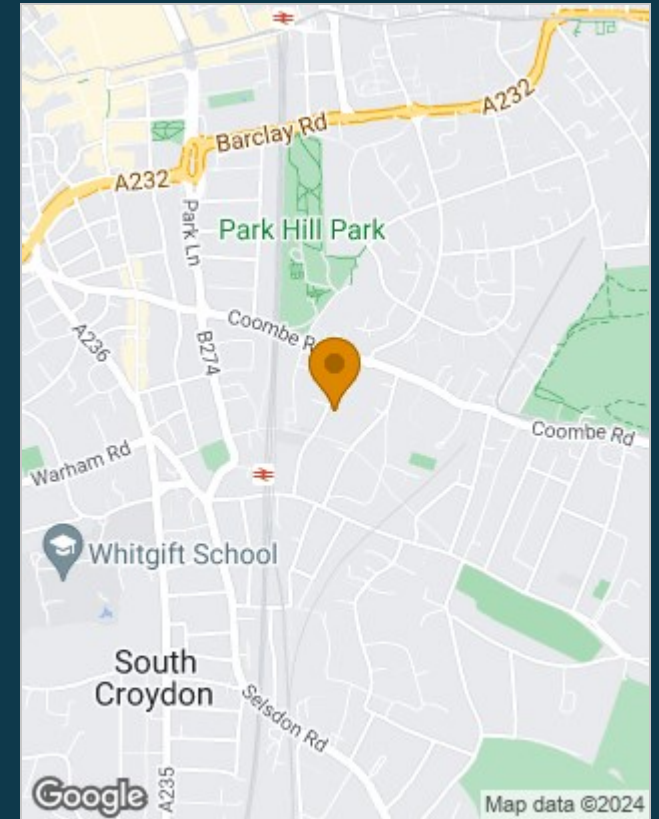 A232
Barclay Rd
A232
Park Ln
Park Hill Park
Coombe R
A236
B274
Coombe Rd
Warham Rd
Whitgift School
South
Croydon
Selsdon Rd
A235
Google
Map data ©2024